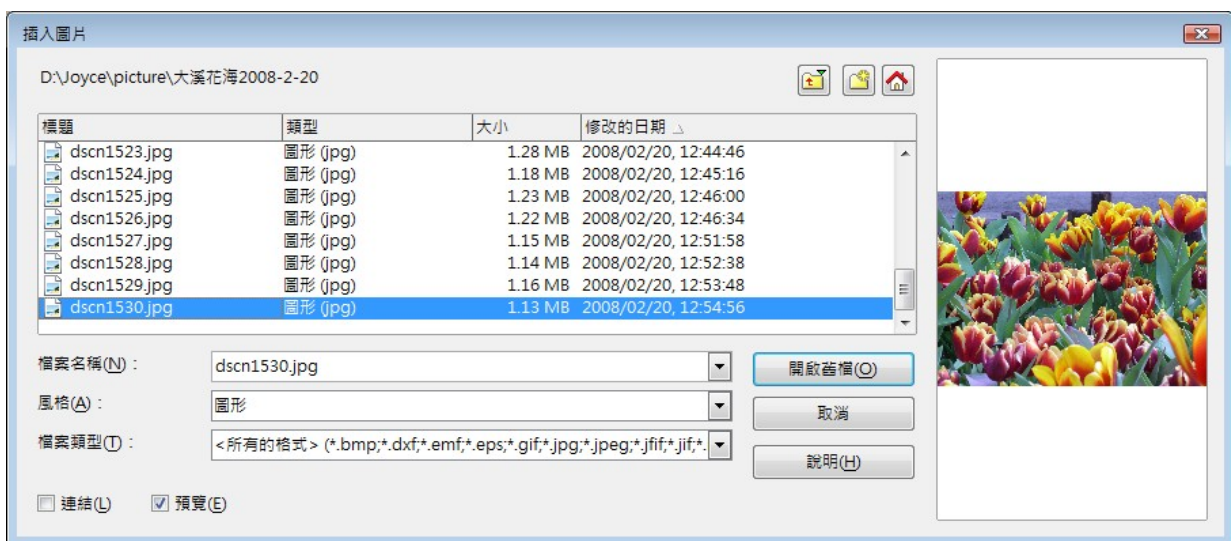 插入圖片
D:\Joyce\picture\大溪花海2008-2-20
標題 類型 大小 修改的日期
dscn1523.jpg 圖形 (jpg) 1.28 MB 2008/02/20, 12:44:46
dscn1524.jpg 圖形 (jpg) 1.18 MB 2008/02/20, 12:45:16
dscn1525.jpg 圖形 (jpg) 1.23 MB 2008/02/20, 12:46:00
dscn1526.jpg 圖形 (jpg) 1.22 MB 2008/02/20, 12:46:34
dscn1527.jpg 圖形 (jpg) 1.15 MB 2008/02/20, 12:51:58
dscn1528.jpg 圖形 (jpg) 1.14 MB 2008/02/20, 12:52:38
dscn1529.jpg 圖形 (jpg) 1.16 MB 2008/02/20, 12:53:48
dscn1530.jpg 圖形 (jpg) 1.13 MB 2008/02/20, 12:54:56
檔案名稱(N)： dscn1530.jpg 開啟舊檔(O)
風格(A)： 圖形 取消
檔案類型(T)： <所有的格式> (*.bmp;*.dxf;*.emf;*.eps;*.gif;*.jpg;*.jpeg;*.jfif;*.jif;*. 說明(H)
連結(L) 預覽(E)